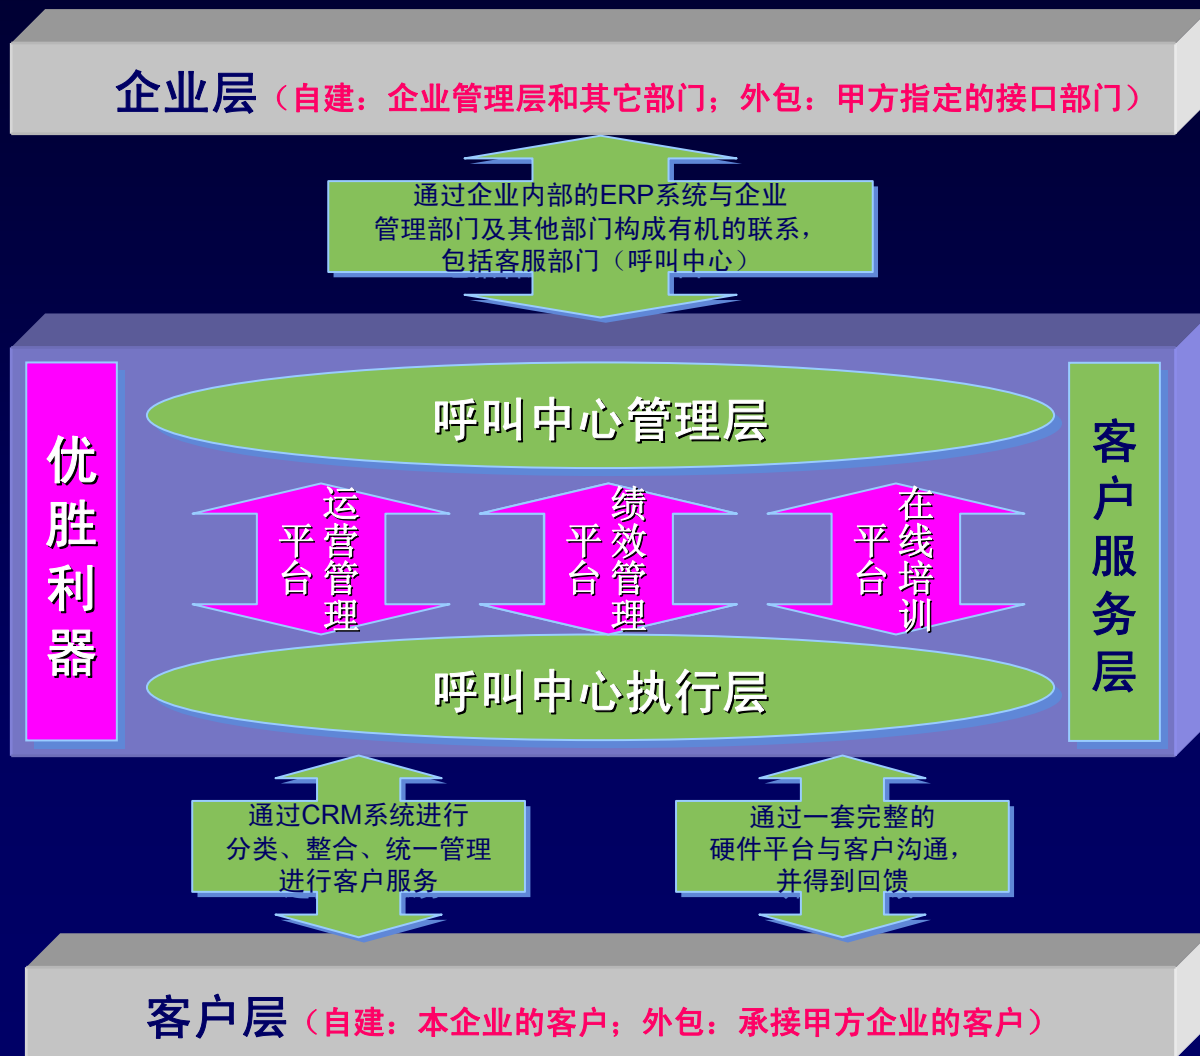 企业层（自建：企业管理层和其它部门；外包：甲方指定的接口部门）
通过企业内部的ERP系统与企业
管理部门及其他部门构成有机的联系，
包括客服部门（呼叫中心）
优胜利器
呼叫中心管理层
运营管理
平台
绩效管理
平台
在线培训
平台
呼叫中心执行层
客户服务层
通过CRM系统进行
分类、整合、统一管理
进行客户服务
通过一套完整的
硬件平台与客户沟通，
并得到回馈
客户层（自建：本企业的客户；外包：承接甲方企业的客户）